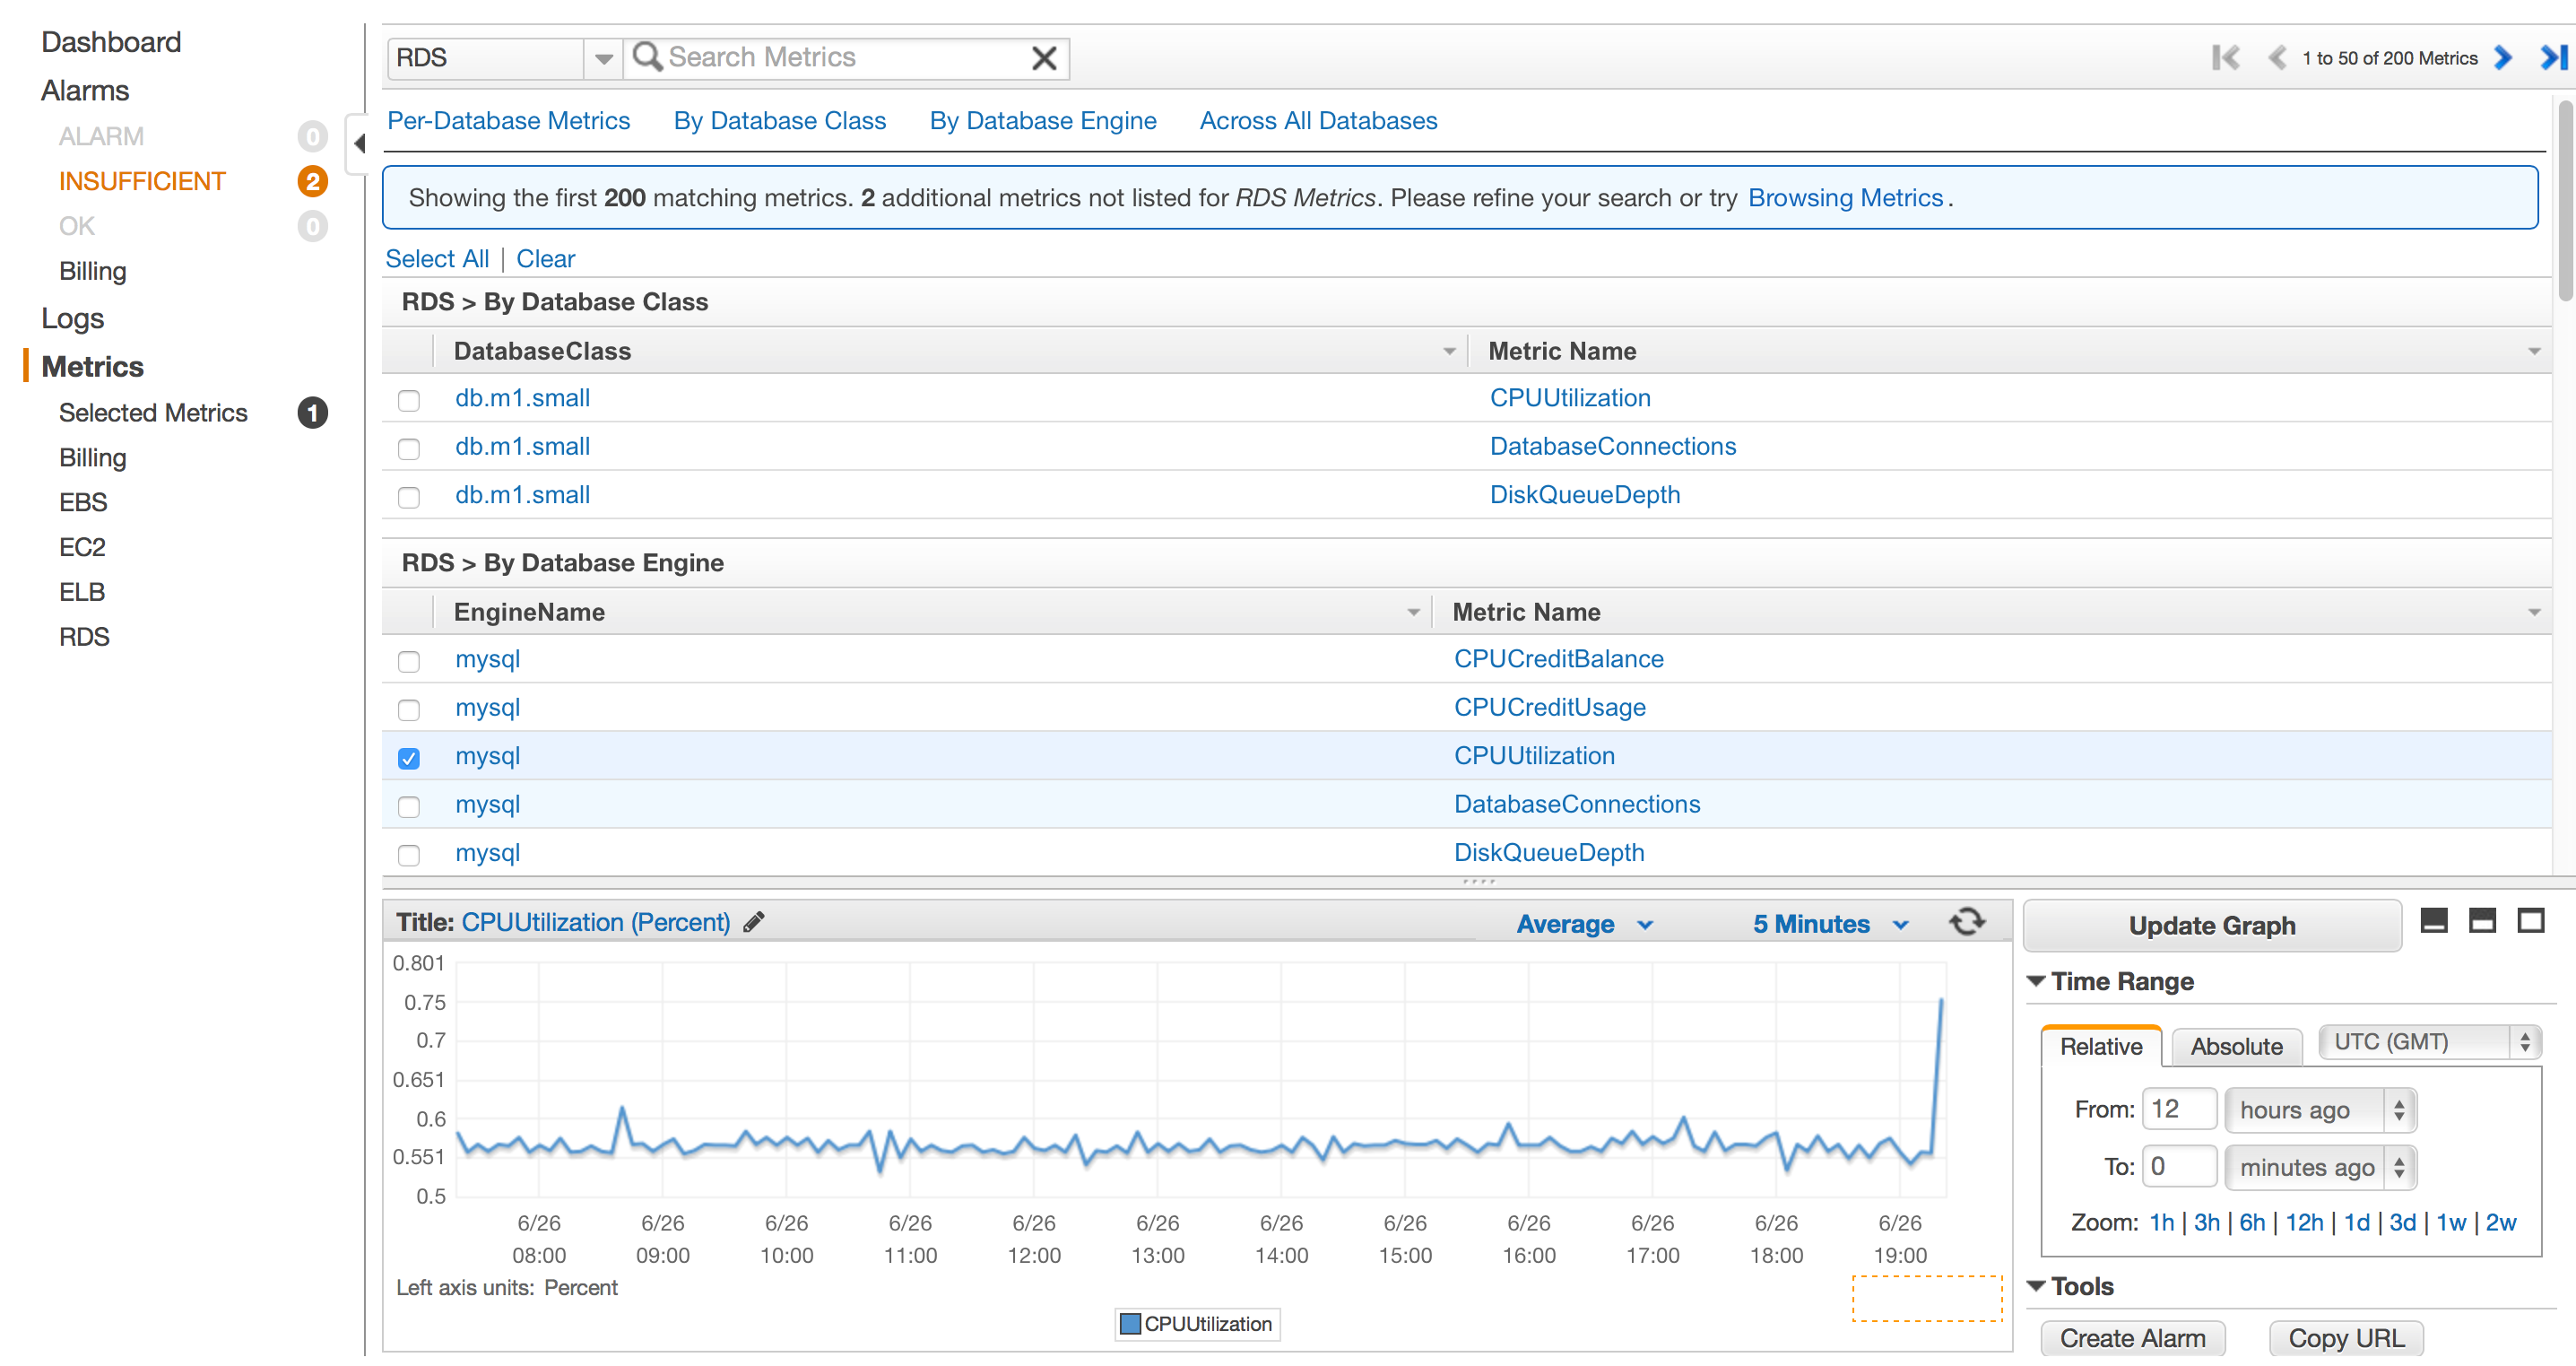 Dashboard
Alarms
ALARM 0
INSUFFICIENT 2
OK 0
Billing
Logs
Metrics
Selected Metrics 1
Billing
EBS
EC2
ELB
RDS
RDS Search Metrics 1 to 50 of 200 Metrics
Per-Database Metrics By Database Class By Database Engine Across All Databases
Showing the first 200 matching metrics. 2 additional metrics not listed for RDS Metrics. Please refine your search or try Browsing Metrics.
Select All | Clear
RDS > By Database Class
DatabaseClass Metric Name
db.m1.small CPUUtilization
db.m1.small DatabaseConnections
db.m1.small DiskQueueDepth
RDS > By Database Engine
EngineName Metric Name
mysql CPUCreditBalance
mysql CPUCreditUsage
mysql CPUUtilization
mysql DatabaseConnections
mysql DiskQueueDepth
Title: CPUUtilization (Percent) Average 5 Minutes
0.801
0.75
0.7
0.651
0.6
0.551
0.5
6/26 6/26 6/26 6/26 6/26 6/26 6/26 6/26 6/26 6/26 6/26 6/26
08:00 09:00 10:00 11:00 12:00 13:00 14:00 15:00 16:00 17:00 18:00 19:00
Left axis units: Percent
CPUUtilization
Update Graph
Time Range
Relative Absolute UTC (GMT)
From: 12 hours ago
To: 0 minutes ago
Zoom: 1h | 3h | 6h | 12h | 1d | 3d | 1w | 2w
Tools
Create Alarm Copy URL